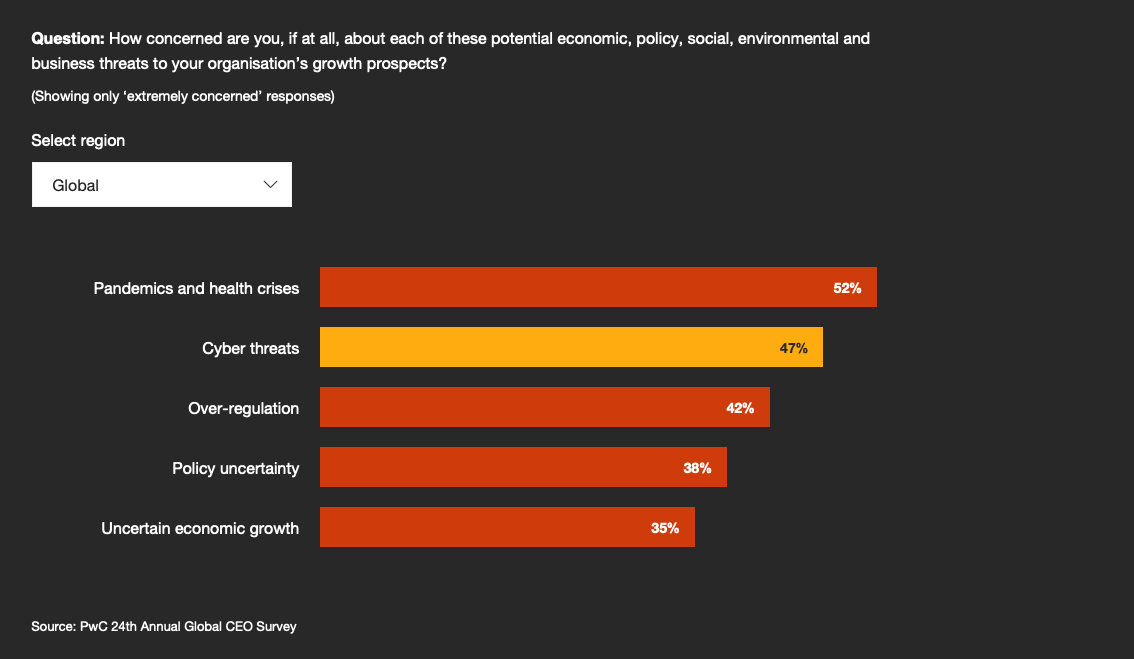 Question: How concerned are you, if at all, about each of these potential economic, policy, social, environmental and
business threats to your organisation’s growth prospects?
(Showing only ‘extremely concerned’ responses)
Select region
Global
Pandemics and health crises 52%
Cyber threats 47%
Over-regulation 42%
Policy uncertainty 38%
Uncertain economic growth 35%
Source: PwC 24th Annual Global CEO Survey